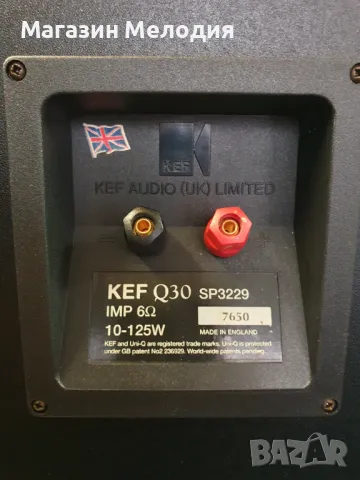 Магазин Мелодия
KEF
KEF AUDIO (UK) LIMITED
KEF Q30 SP3229
IMP 6Ω 7650
10-125W MADE IN ENGLAND
KEF and Uni-Q are registered trade marks. Uni-Q is protected
under GB patent No2 236929. World-wide patents pending.
BAZAR